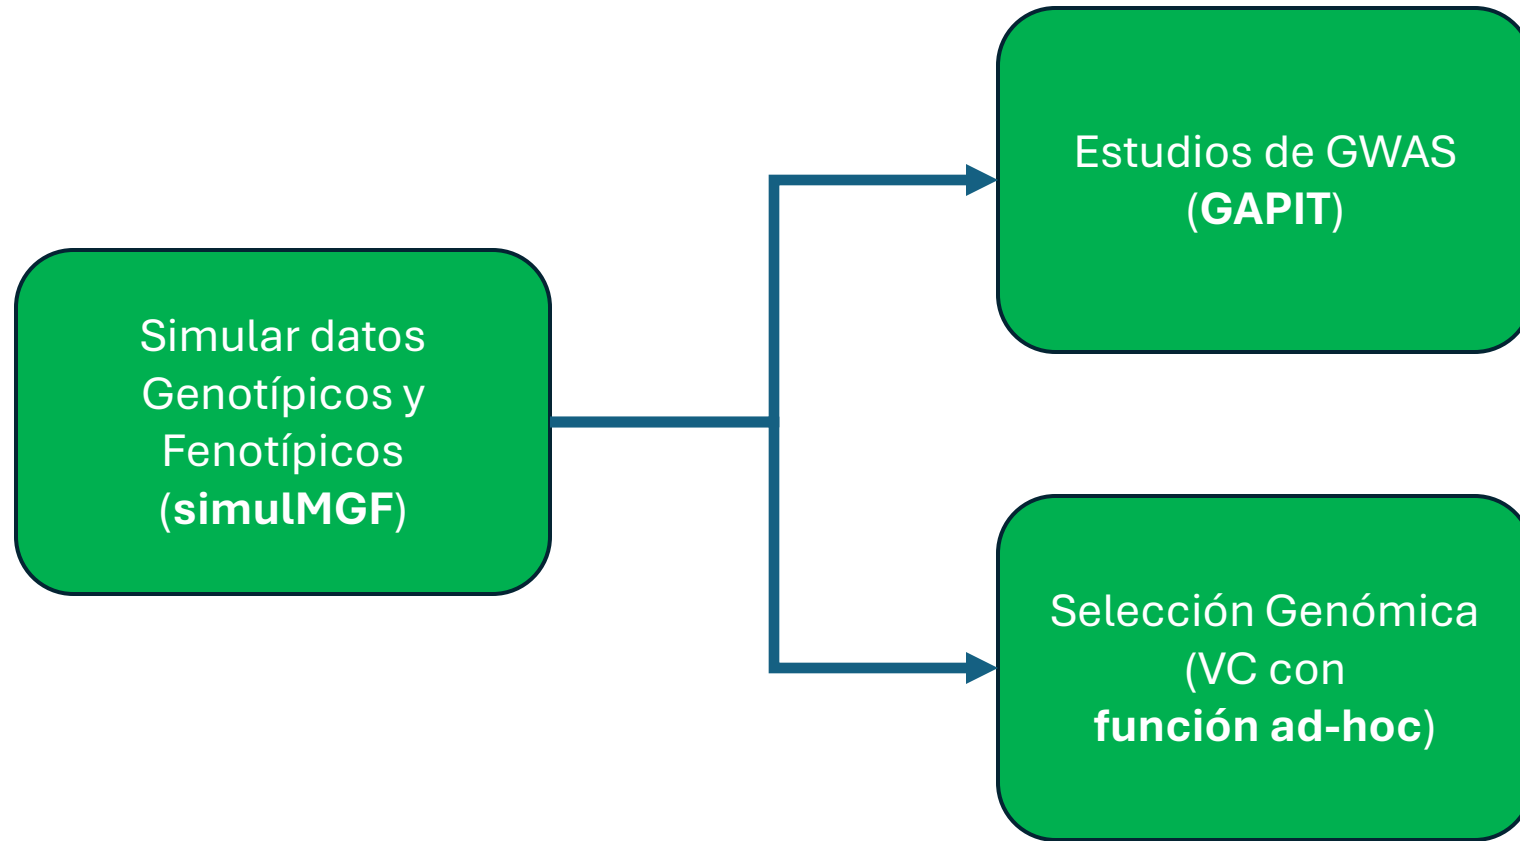 Simular datos
Genotípicos y
Fenotípicos
(simulMGF)
Estudios de GWAS
(GAPIT)
Selección Genómica
(VC con
función ad-hoc)